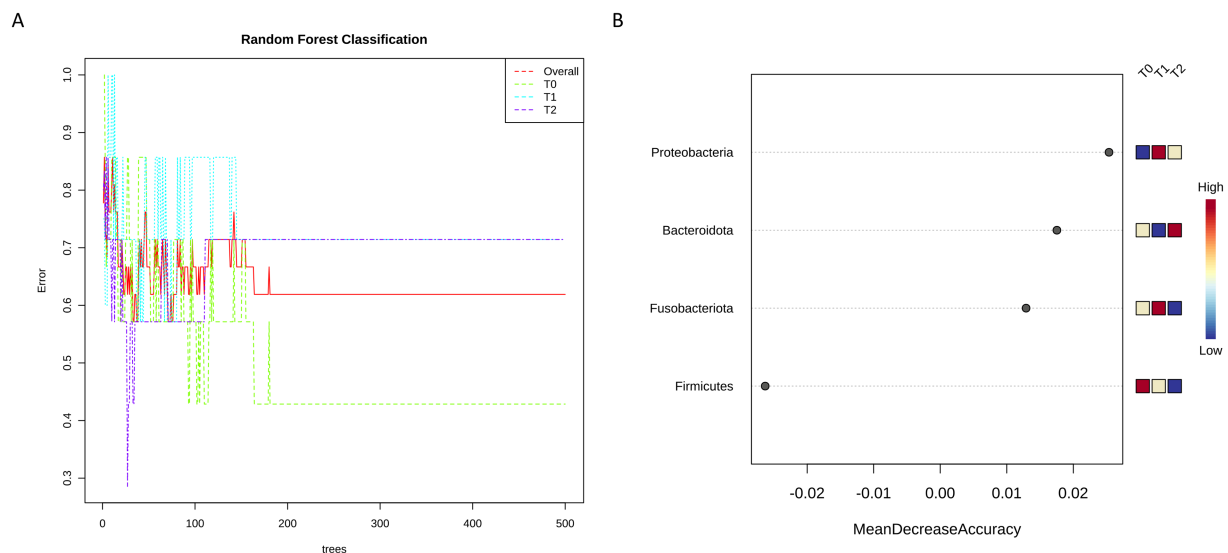 A
Random Forest Classification
Overall
T0
T1
T2
1.0
0.9
0.8
0.7
0.6
0.5
0.4
0.3
Error
0 100 200 300 400 500
trees
B
T0 T1 T2
Proteobacteria
Bacteroidota
Fusobacteriota
Firmicutes
High
Low
-0.02 -0.01 0.00 0.01 0.02
MeanDecreaseAccuracy